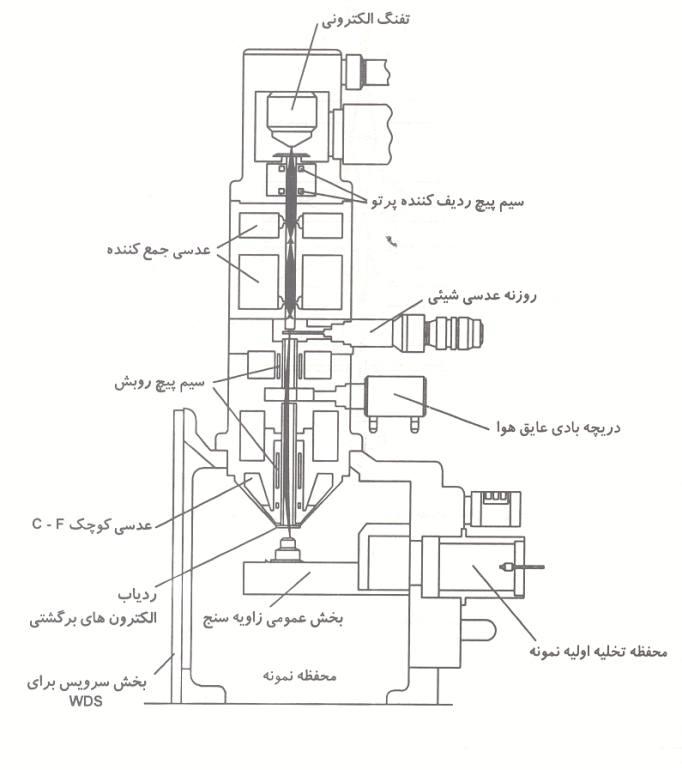 تفنگ الکترونی
سیم پیچ ردیف کننده پرتو
عدسی جمع کننده
روزنه عدسی شیئی
سیم پیچ روبش
دریچه بادی عایق هوا
عدسی کوچک C - F
ردیاب
الکترون های برگشتی
بخش عمومی زاویه سنج
محفظه تخلیه اولیه نمونه
محفظه نمونه
بخش سرویس برای
WDS